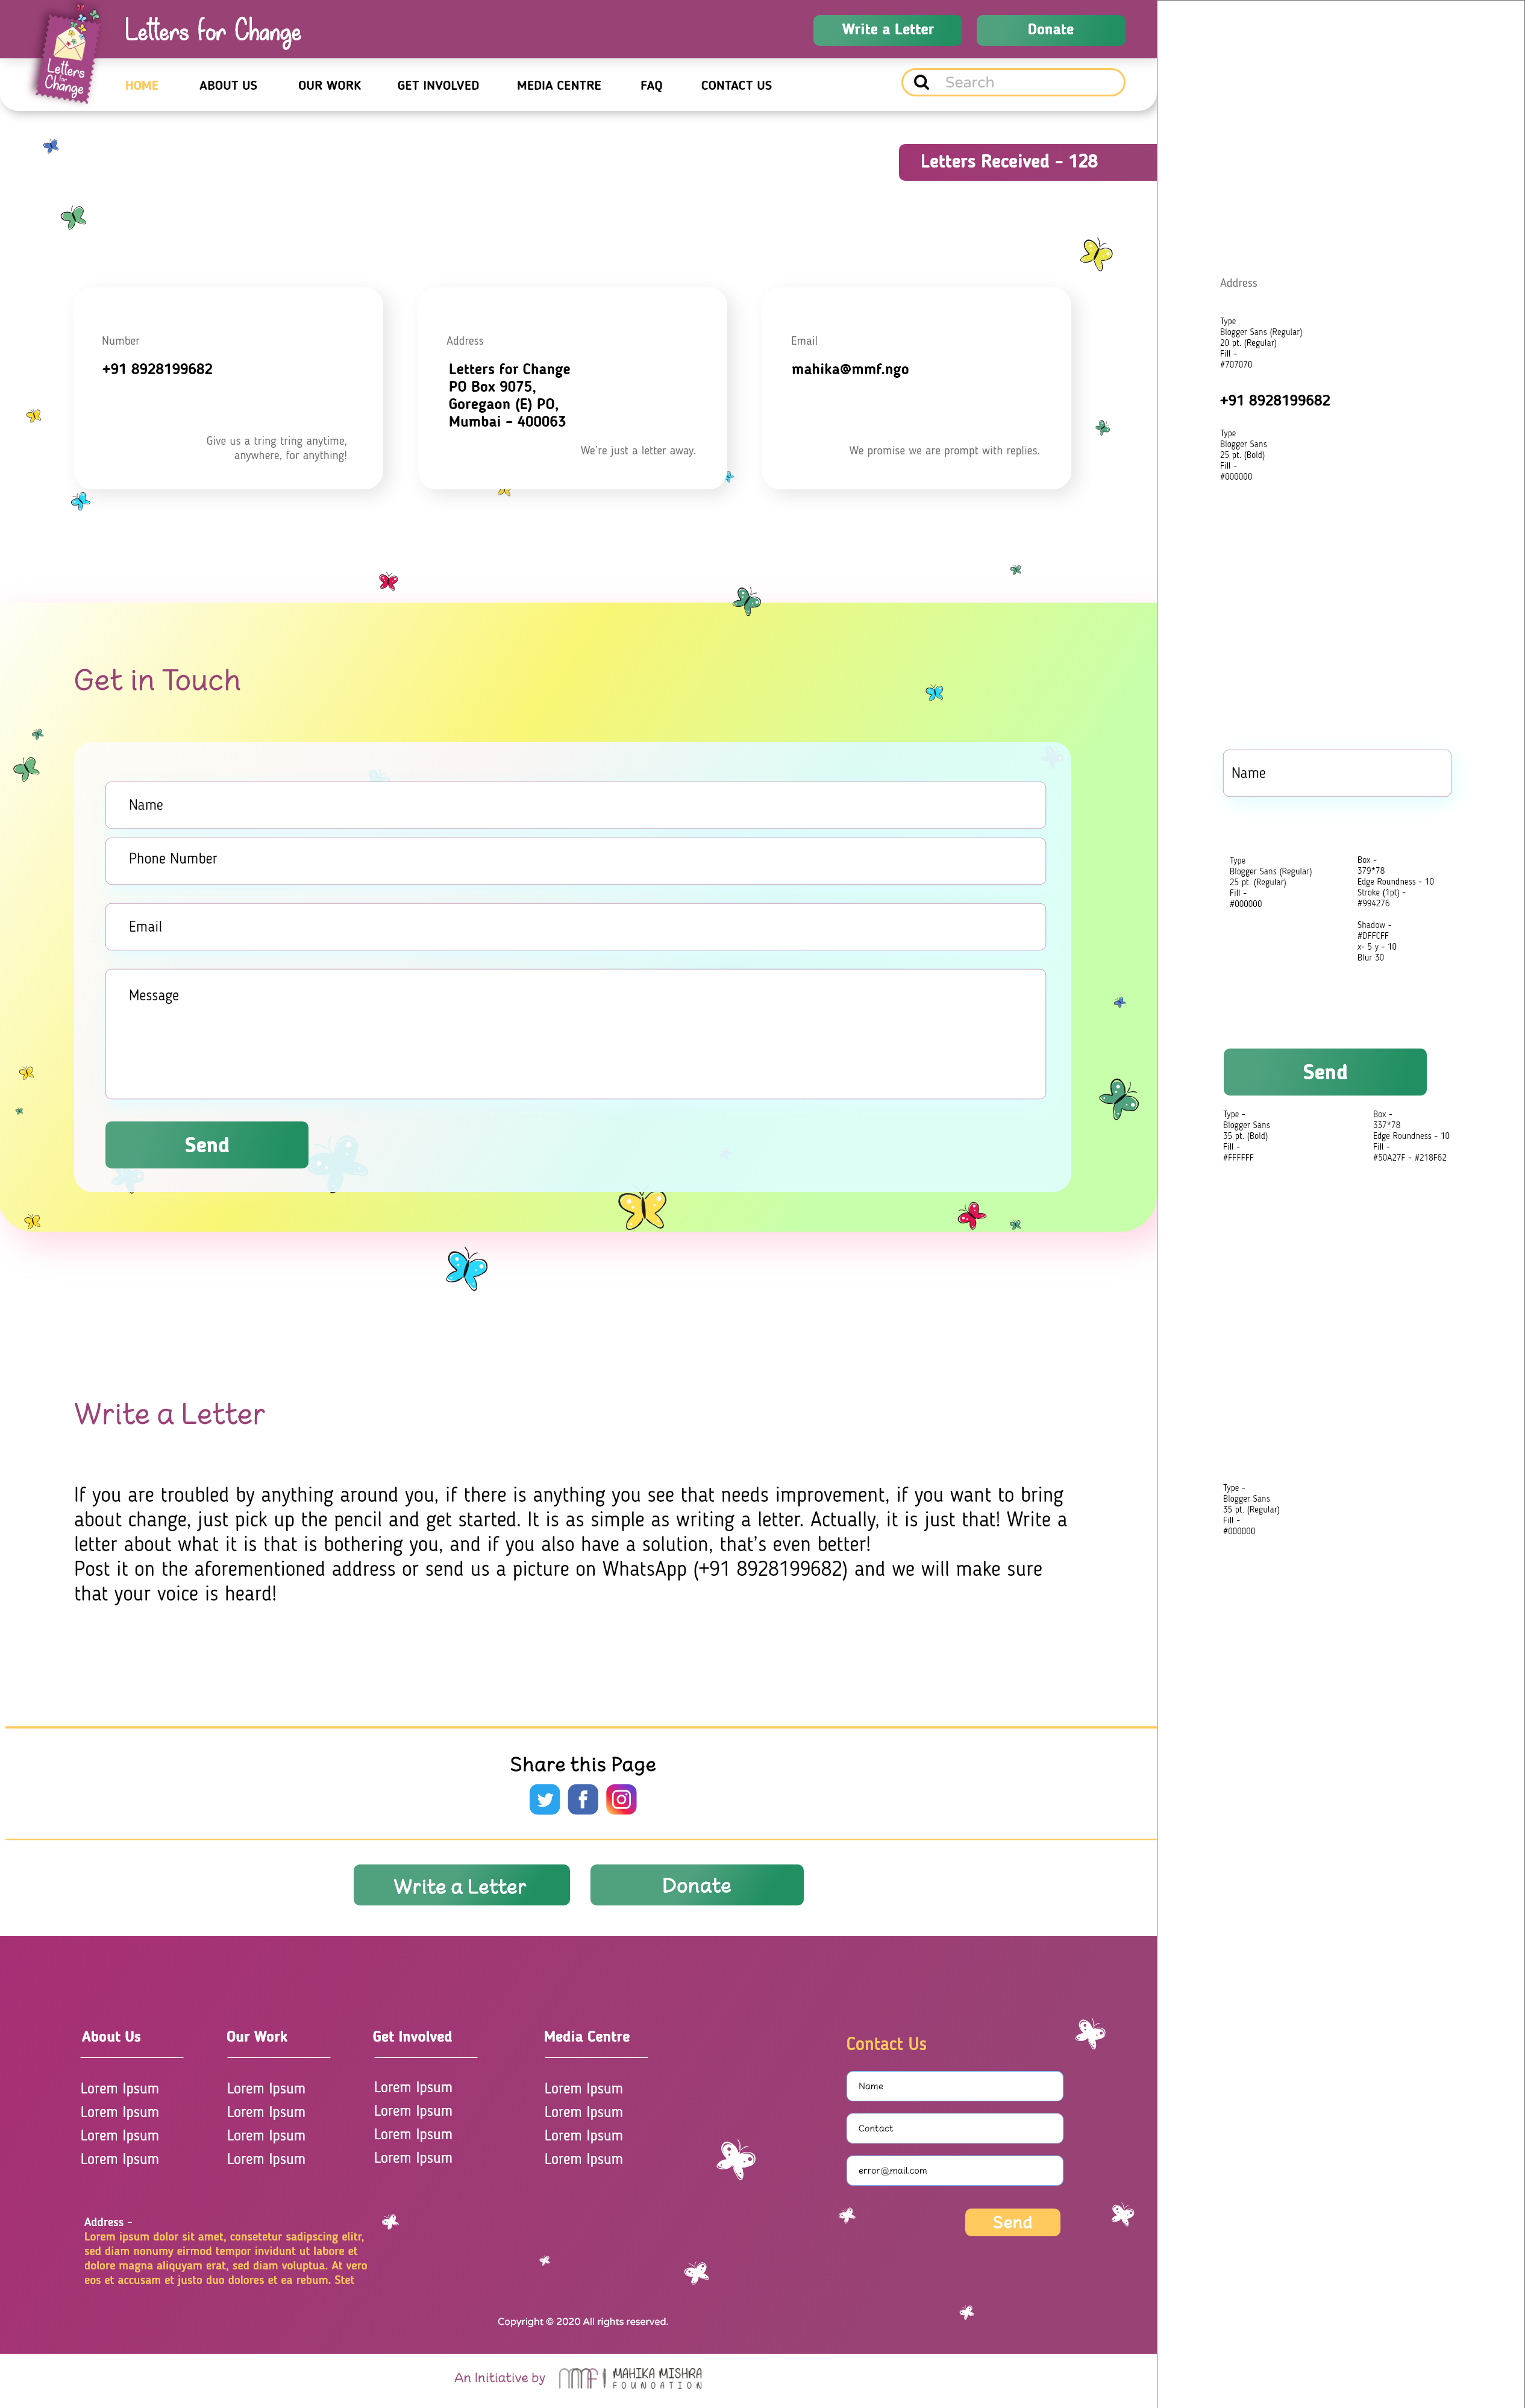 Letters for Change
Write a Letter
Donate
Letters
for
Change
HOME
ABOUT US
OUR WORK
GET INVOLVED
MEDIA CENTRE
FAQ
CONTACT US
Search
Letters Received - 128
Number
+91 8928199682
Give us a tring tring anytime,
anywhere, for anything!
Address
Letters for Change
PO Box 9075,
Goregaon (E) PO,
Mumbai - 400063
We're just a letter away.
Email
mahika@mmf.ngo
We promise we are prompt with replies.
Address
Type
Blogger Sans (Regular)
20 pt. (Regular)
Fill -
#707070
+91 8928199682
Type
Blogger Sans
25 pt. (Bold)
Fill -
#000000
Get in Touch
Name
Phone Number
Email
Message
Send
Name
Type
Blogger Sans (Regular)
25 pt. (Regular)
Fill -
#000000
Box -
379*78
Edge Roundness - 10
Stroke (1pt) -
#994276
Shadow -
#DFFCFF
x- 5 y - 10
Blur 30
Send
Type -
Blogger Sans
35 pt. (Bold)
Fill -
#FFFFFF
Box -
337*78
Edge Roundness - 10
Fill -
#50A27F - #218F62
Write a Letter
If you are troubled by anything around you, if there is anything you see that needs improvement, if you want to bring
about change, just pick up the pencil and get started. It is as simple as writing a letter. Actually, it is just that! Write a
letter about what it is that is bothering you, and if you also have a solution, that's even better!
Post it on the aforementioned address or send us a picture on WhatsApp (+91 8928199682) and we will make sure
that your voice is heard!
Type -
Blogger Sans
35 pt. (Regular)
Fill -
#000000
Share this Page
Write a Letter
Donate
About Us
Lorem Ipsum
Lorem Ipsum
Lorem Ipsum
Lorem Ipsum
Our Work
Lorem Ipsum
Lorem Ipsum
Lorem Ipsum
Lorem Ipsum
Get Involved
Lorem Ipsum
Lorem Ipsum
Lorem Ipsum
Lorem Ipsum
Media Centre
Lorem Ipsum
Lorem Ipsum
Lorem Ipsum
Lorem Ipsum
Contact Us
Name
Contact
error@mail.com
Send
Address -
Lorem ipsum dolor sit amet, consetetur sadipscing elitr,
sed diam nonumy eirmod tempor invidunt ut labore et
dolore magna aliquyam erat, sed diam voluptua. At vero
eos et accusam et justo duo dolores et ea rebum. Stet
Copyright © 2020 All rights reserved.
An Initiative by
mmf
MAHIKA MISHRA
FOUNDATION